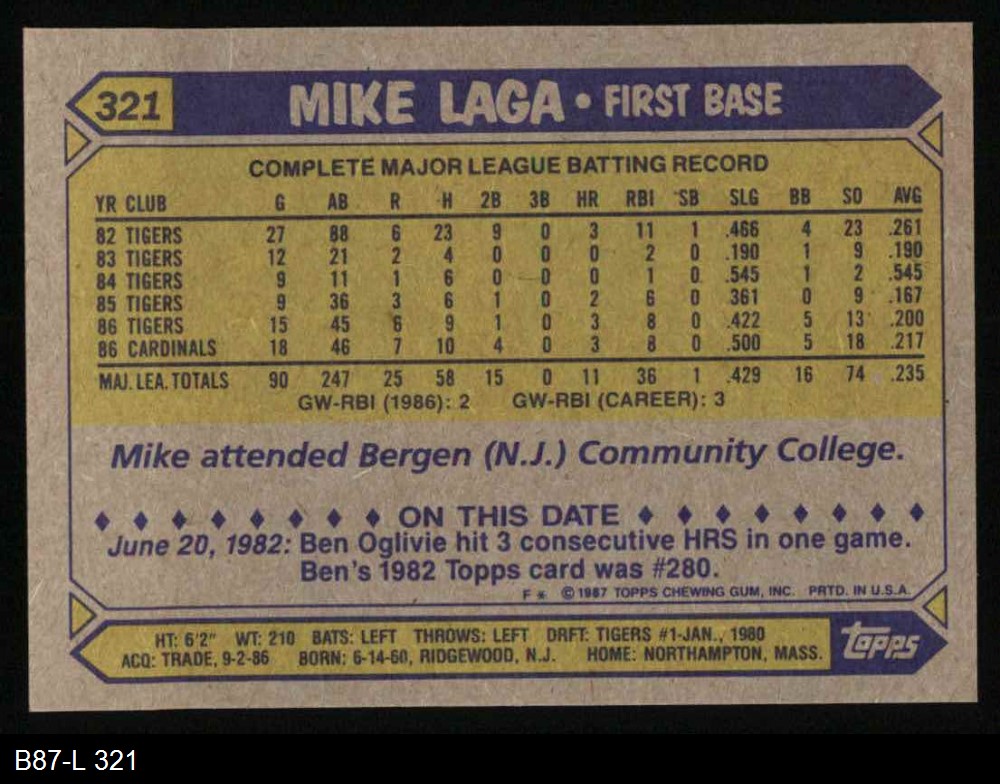 321 MIKE LAGA • FIRST BASE
COMPLETE MAJOR LEAGUE BATTING RECORD
YR CLUB G AB R H 2B 3B HR RBI SB SLG BB SO AVG
82 TIGERS 27 88 6 23 9 0 3 11 1 .466 4 23 .261
83 TIGERS 12 21 2 4 0 0 0 2 0 .190 1 9 .190
84 TIGERS 9 11 1 6 0 0 0 1 0 .545 1 2 .545
85 TIGERS 9 36 3 6 1 0 2 6 0 .361 0 9 .167
86 TIGERS 15 45 6 9 1 0 3 8 0 .422 5 13 .200
86 CARDINALS 18 46 7 10 4 0 3 8 0 .500 5 18 .217
MAJ. LEA. TOTALS 90 247 25 58 15 0 11 36 1 .429 16 74 .235
GW-RBI (1986): 2 GW-RBI (CAREER): 3
Mike attended Bergen (N.J.) Community College.
♦ ♦ ♦ ♦ ♦ ♦ ♦ ♦ ON THIS DATE ♦ ♦ ♦ ♦ ♦ ♦ ♦ ♦
June 20, 1982: Ben Oglivie hit 3 consecutive HRS in one game.
Ben's 1982 Topps card was #280.
F * © 1987 TOPPS CHEWING GUM, INC. PRTD. IN U.S.A.
HT: 6'2" WT: 210 BATS: LEFT THROWS: LEFT DRFT: TIGERS #1-JAN., 1980
ACQ: TRADE, 9-2-86 BORN: 6-14-60, RIDGEWOOD, N.J. HOME: NORTHAMPTON, MASS.
topps
B87-L 321